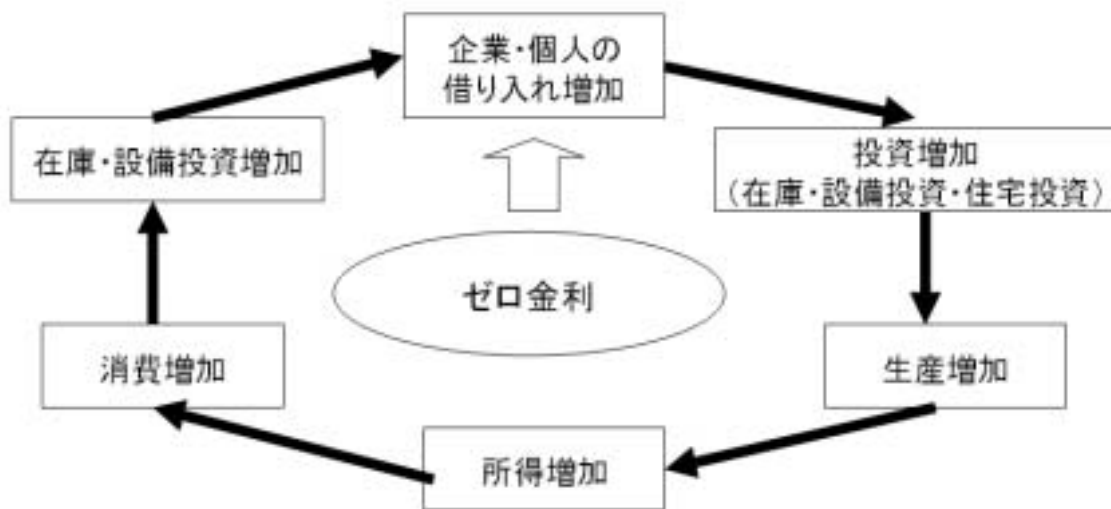 企業・個人の
借り入れ増加
投資増加
（在庫・設備投資・住宅投資）
生産増加
所得増加
消費増加
在庫・設備投資増加
ゼロ金利